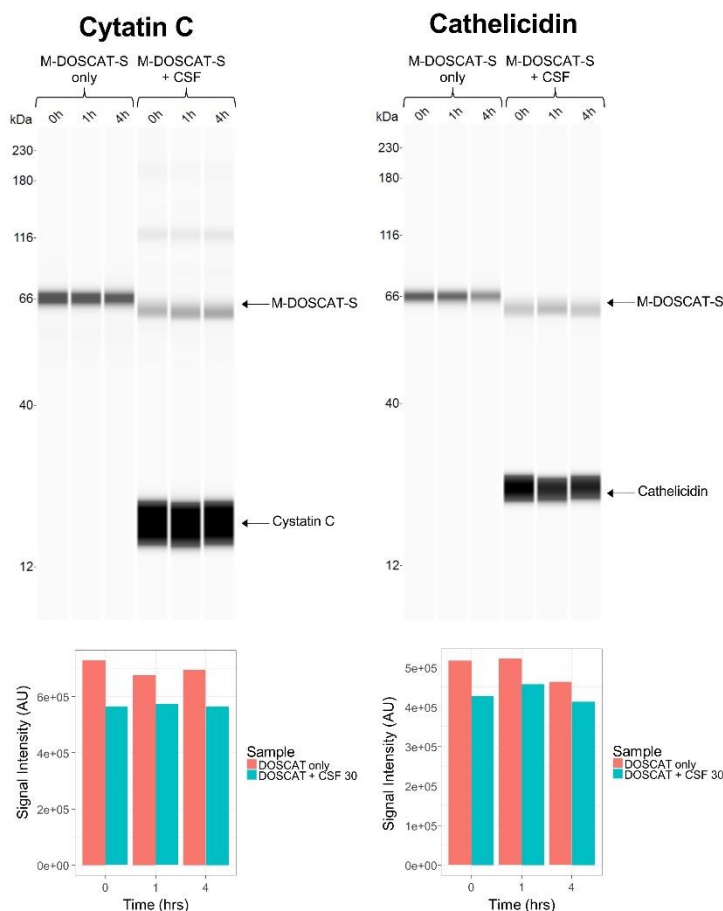 Cytatin C
M-DOSCAT-S only
M-DOSCAT-S + CSF
kDa
0h 1h 4h 0h 1h 4h
230
180
116
66
M-DOSCAT-S
40
Cystatin C
12
Signal Intensity (AU)
6e+05
4e+05
2e+05
0e+00
0 1 4
Time (hrs)
Sample
DOSCAT only
DOSCAT + CSF 30
Cathelicidin
M-DOSCAT-S only
M-DOSCAT-S + CSF
kDa
0h 1h 4h 0h 1h 4h
230
180
116
66
M-DOSCAT-S
40
Cathelicidin
12
Signal Intensity (AU)
5e+05
4e+05
4e+05
2e+05
1e+05
0e+00
0 1 4
Time (hrs)
Sample
DOSCAT only
DOSCAT + CSF 30